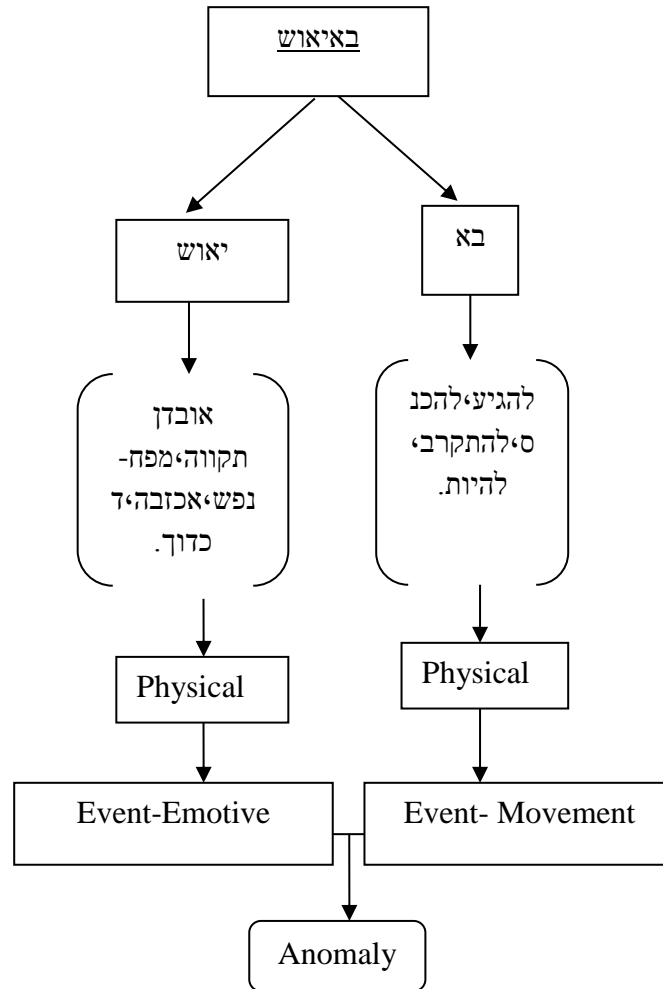 באיאוש
בא
יאוש
להגיע،להכנ
ס،להתקרב،
להיות.
אובדן
תקווה،מפח-
נפש،אכזבה،ד
כדוך.
Physical
Physical
Event-Emotive
Event- Movement
Anomaly